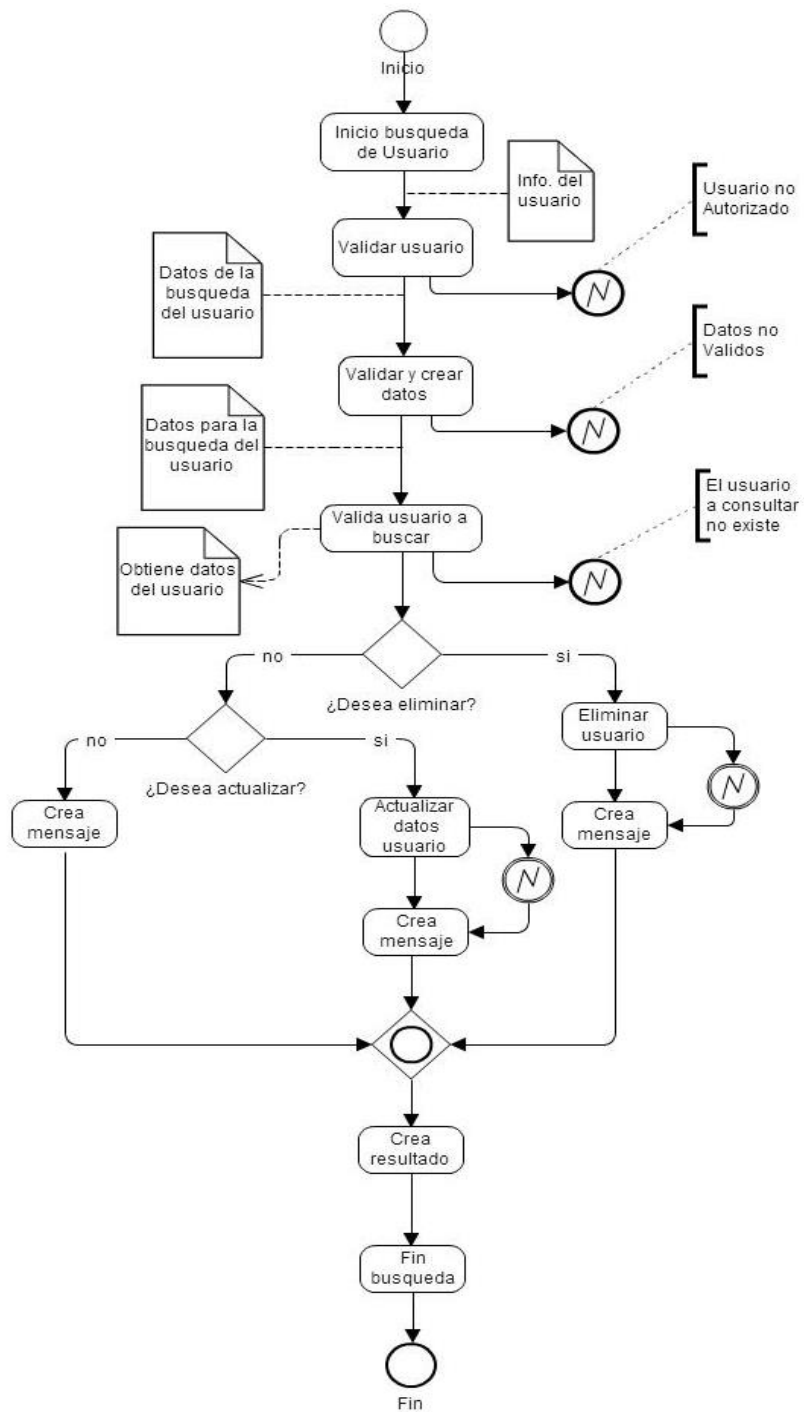 Inicio
Inicio busqueda
de Usuario
Info. del
usuario
Usuario no
Autorizado
Validar usuario
Datos de la
busqueda
del usuario
Datos no
Validos
Validar y crear
datos
Datos para la
busqueda del
usuario
El usuario
a consultar
no existe
Valida usuario a
buscar
Obtiene datos
del usuario
no
si
¿Desea eliminar?
Eliminar
usuario
no
si
¿Desea actualizar?
Crea
mensaje
Actualizar
datos
usuario
Crea
mensaje
Crea
mensaje
Crea
resultado
Fin
busqueda
Fin